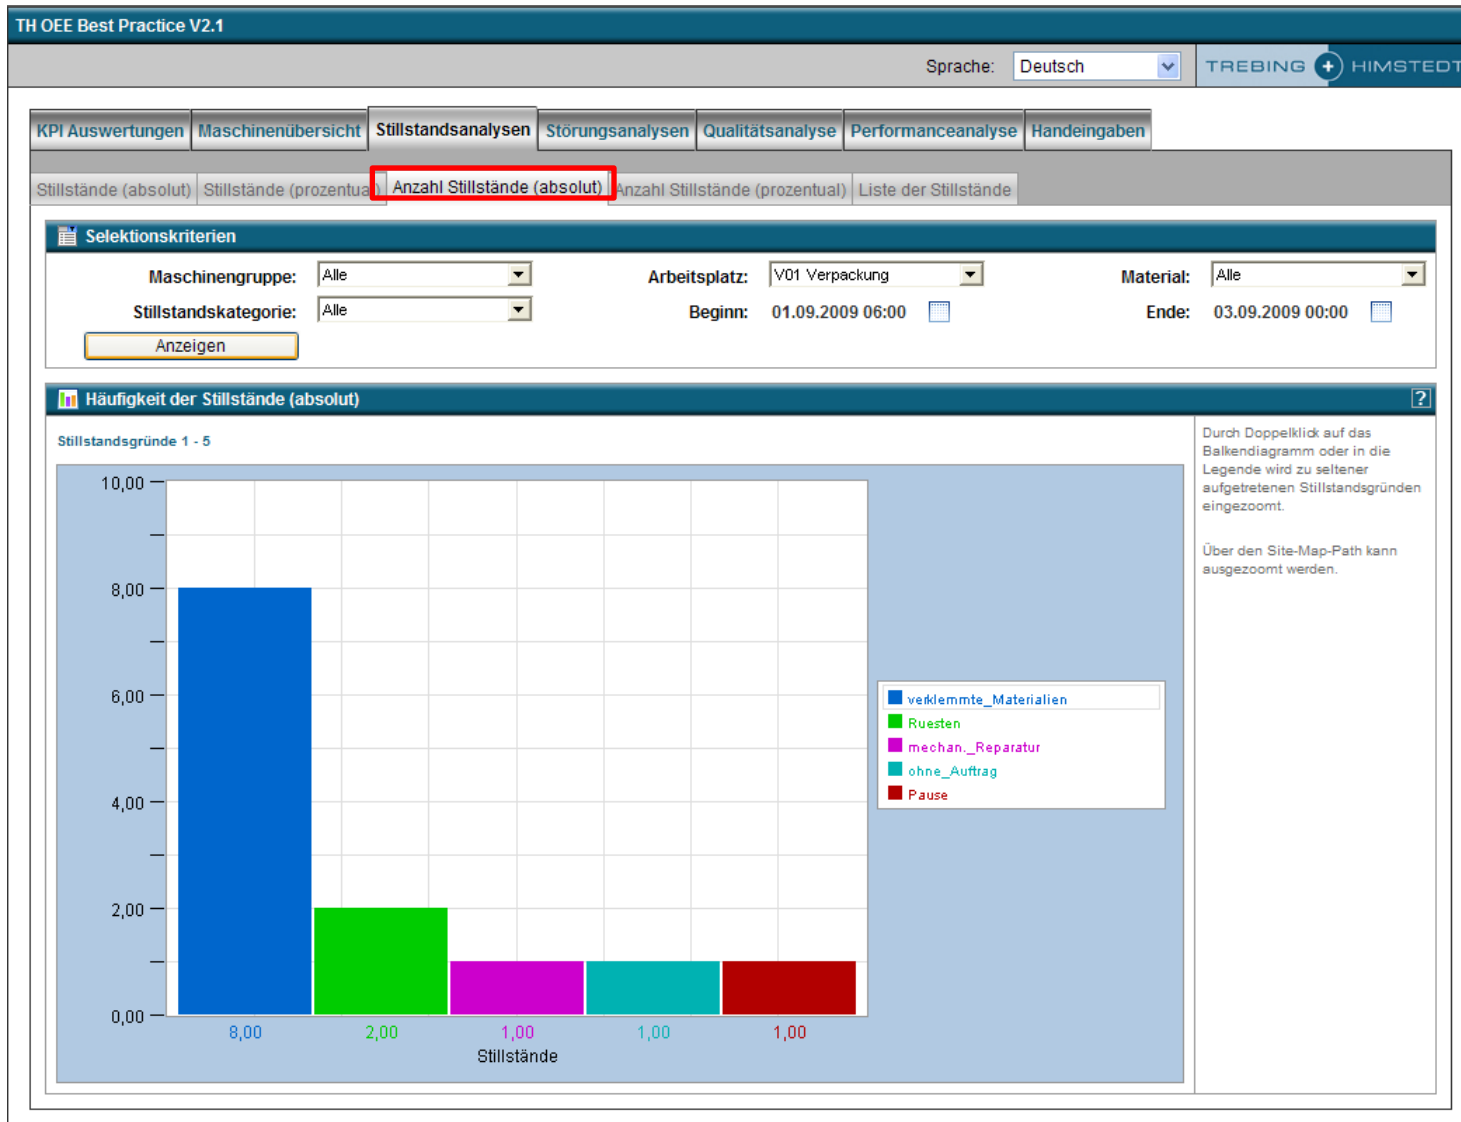 TH OEE Best Practice V2.1
Sprache: Deutsch TREBING + HIMSTEDT
KPI Auswertungen Maschinenübersicht Stillstandsanalysen Störungsanalysen Qualitätsanalyse Performanceanalyse Handeingaben
Stillstände (absolut) Stillstände (prozentual) Anzahl Stillstände (absolut) Anzahl Stillstände (prozentual) Liste der Stillstände
Selektionskriterien
Maschinengruppe: Alle Arbeitsplatz: V01 Verpackung Material: Alle
Stillstandskategorie: Alle Beginn: 01.09.2009 06:00 Ende: 03.09.2009 00:00
Anzeigen
Häufigkeit der Stillstände (absolut) ?
Stillstandsgründe 1 - 5
10,00
8,00
6,00
4,00
2,00
0,00
8,00 2,00 1,00 1,00 1,00
Stillstände
verklemmte_Materialien
Ruesten
mechan._Reparatur
ohne_Auftrag
Pause
Durch Doppelklick auf das
Balkendiagramm oder in die
Legende wird zu seltener
aufgetretenen Stillstandsgründen
eingezoomt.
Über den Site-Map-Path kann
ausgezoomt werden.